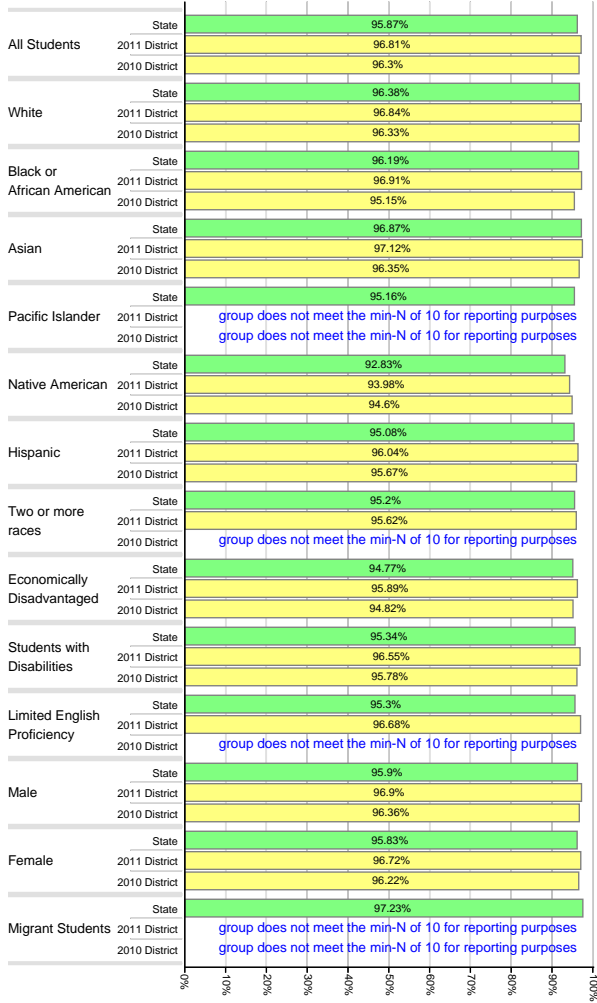 State 95.87%
All Students 2011 District 96.81%
2010 District 96.3%
State 96.38%
White 2011 District 96.84%
2010 District 96.33%
State 96.19%
Black or
African American 2011 District 96.91%
2010 District 95.15%
State 96.87%
Asian 2011 District 97.12%
2010 District 96.35%
State 95.16%
Pacific Islander 2011 District group does not meet the min-N of 10 for reporting purposes
2010 District group does not meet the min-N of 10 for reporting purposes
State 92.83%
Native American 2011 District 93.98%
2010 District 94.6%
State 95.08%
Hispanic 2011 District 96.04%
2010 District 95.67%
State 95.2%
Two or more
races 2011 District 95.62%
2010 District group does not meet the min-N of 10 for reporting purposes
State 94.77%
Economically
Disadvantaged 2011 District 95.89%
2010 District 94.82%
State 95.34%
Students with
Disabilities 2011 District 96.55%
2010 District 95.78%
State 95.3%
Limited English
Proficiency 2011 District 96.68%
2010 District group does not meet the min-N of 10 for reporting purposes
State 95.9%
Male 2011 District 96.9%
2010 District 96.36%
State 95.83%
Female 2011 District 96.72%
2010 District 96.22%
State 97.23%
Migrant Students 2011 District group does not meet the min-N of 10 for reporting purposes
2010 District group does not meet the min-N of 10 for reporting purposes
0% 10% 20% 30% 40% 50% 60% 70% 80% 90% 100%